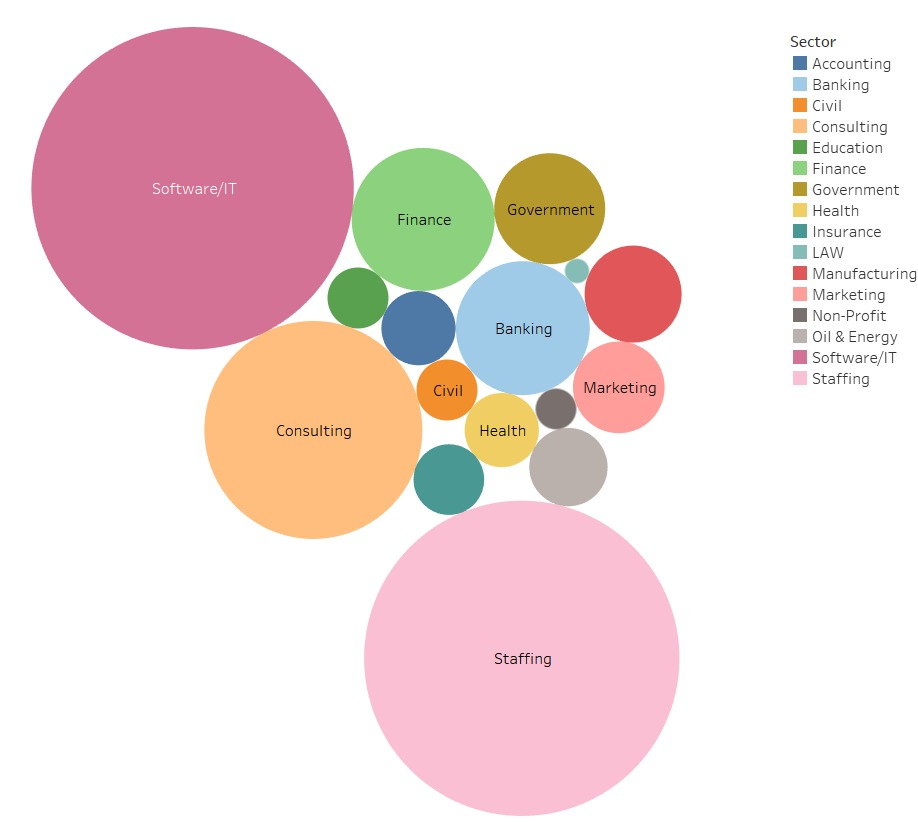 Software/IT
Finance
Government
Banking
Marketing
Civil
Health
Consulting
Staffing
Sector
Accounting
Banking
Civil
Consulting
Education
Finance
Government
Health
Insurance
LAW
Manufacturing
Marketing
Non-Profit
Oil & Energy
Software/IT
Staffing